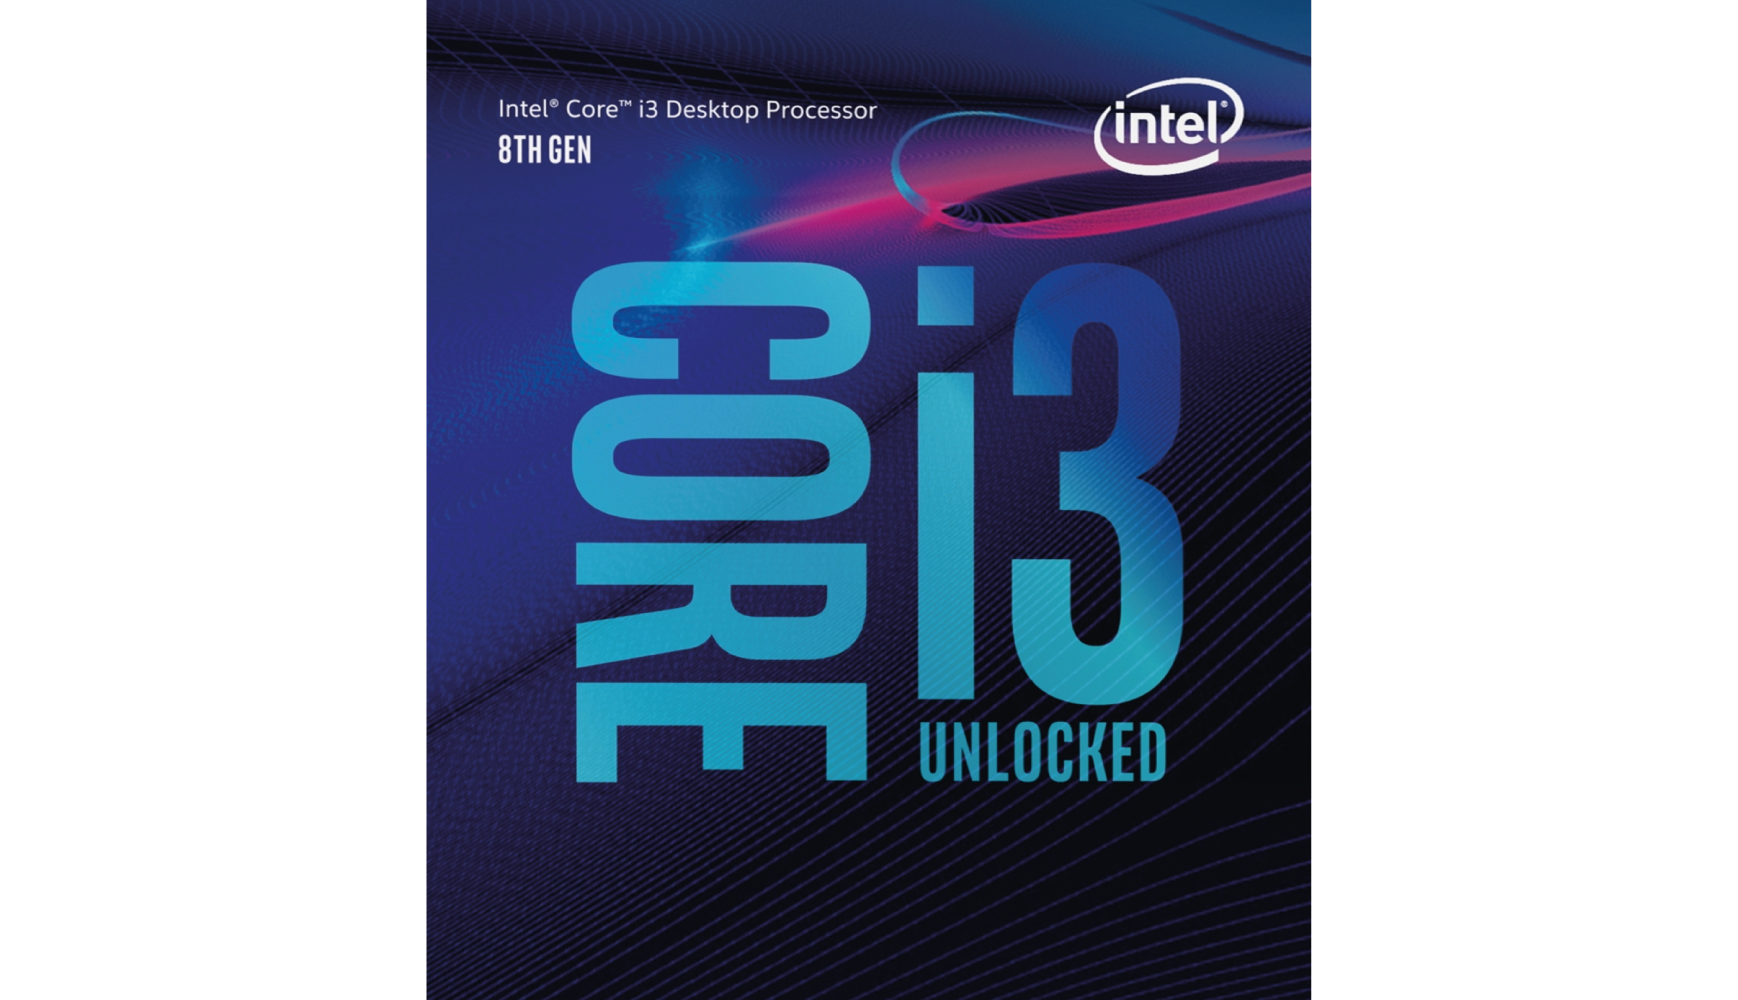 Intel® Core™ i3 Desktop Processor
8TH GEN
intel®
CORE
i3
UNLOCKED